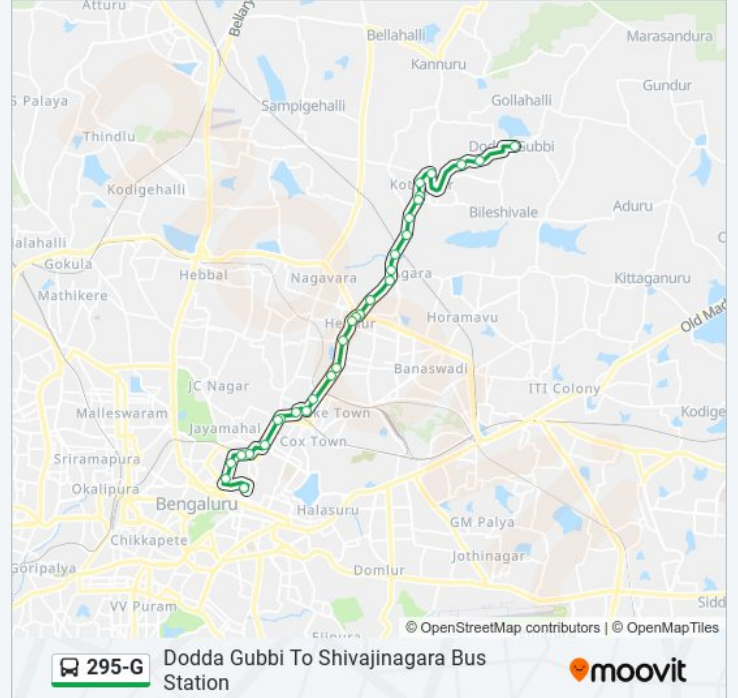 Atturu
Bellary
Bellahalli
Marasandura
Kannuru
Gundur
S Palaya
Sampigehalli
Gollahalli
Thindlu
Dodda Gubbi
Kodigehalli
Bileshivale
Aduru
Jalahalli
Gokula
Hebbal
Nagavara
Kittaganuru
Mathikere
Horamavu
Old Mad
Banaswadi
JC Nagar
ITI Colony
Malleswaram
ke Town
Kodige
Jayamahal
Cox Town
Sriramapura
Okalipura
Bengaluru
Halasuru
GM Palya
Chikkapete
Jothinagar
Goripalya
Domlur
VV Puram
Sidd
© OpenStreetMap contributors | © OpenMapTiles
295-G
Dodda Gubbi To Shivajinagara Bus
Station
moovit